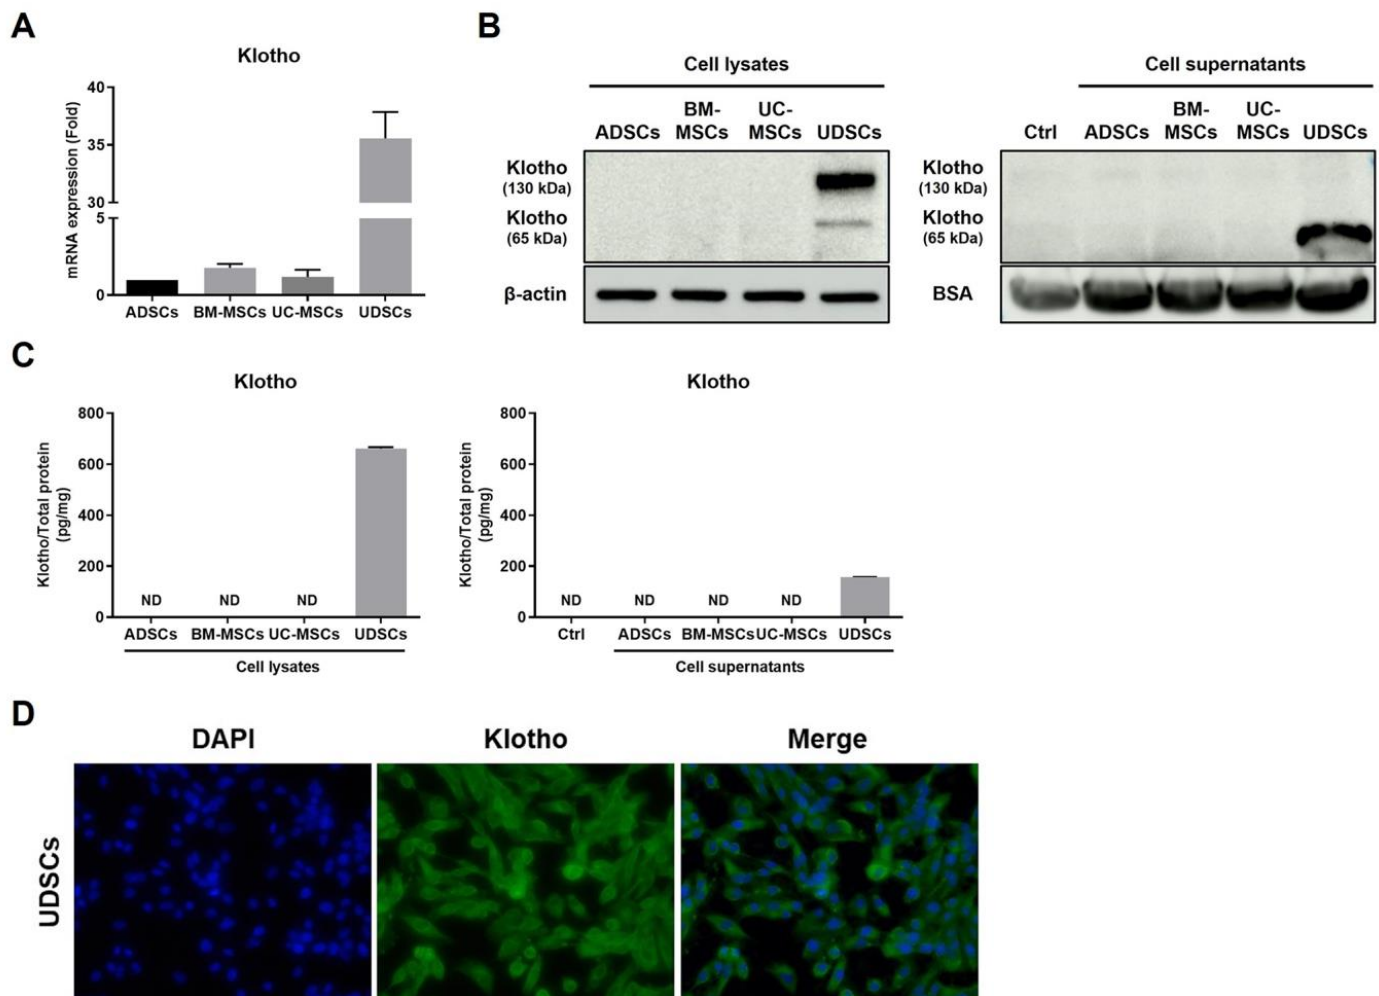 A
Klotho
mRNA expression (Fold)
40
35
30
5
0
ADSCs BM-MSCs UC-MSCs UDSCs
B
Cell lysates
ADSCs BM-MSCs UC-MSCs UDSCs
Klotho (130 kDa)
Klotho (65 kDa)
β-actin
Cell supernatants
Ctrl ADSCs BM-MSCs UC-MSCs UDSCs
Klotho (130 kDa)
Klotho (65 kDa)
BSA
C
Klotho
Klotho/Total protein
(pg/mg)
800
600
400
200
0
ND ND ND
ADSCs BM-MSCs UC-MSCs UDSCs
Cell lysates
Klotho
Klotho/Total protein
(pg/mg)
800
600
400
200
0
ND ND ND ND
Ctrl ADSCs BM-MSCs UC-MSCs UDSCs
Cell supernatants
D
DAPI Klotho Merge
UDSCs